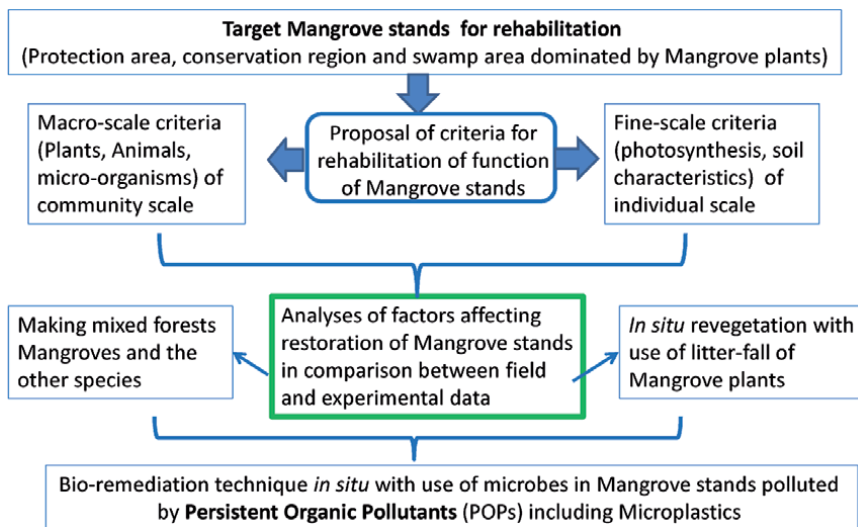 Target Mangrove stands for rehabilitation
(Protection area, conservation region and swamp area dominated by Mangrove plants)
Macro-scale criteria
(Plants, Animals,
micro-organisms) of
community scale
Proposal of criteria for
rehabilitation of function
of Mangrove stands
Fine-scale criteria
(photosynthesis, soil
characteristics) of
individual scale
Making mixed forests
Mangroves and the
other species
Analyses of factors affecting
restoration of Mangrove stands
in comparison between field
and experimental data
In situ revegetation with
use of litter-fall of
Mangrove plants
Bio-remediation technique in situ with use of microbes in Mangrove stands polluted
by Persistent Organic Pollutants (POPs) including Microplastics